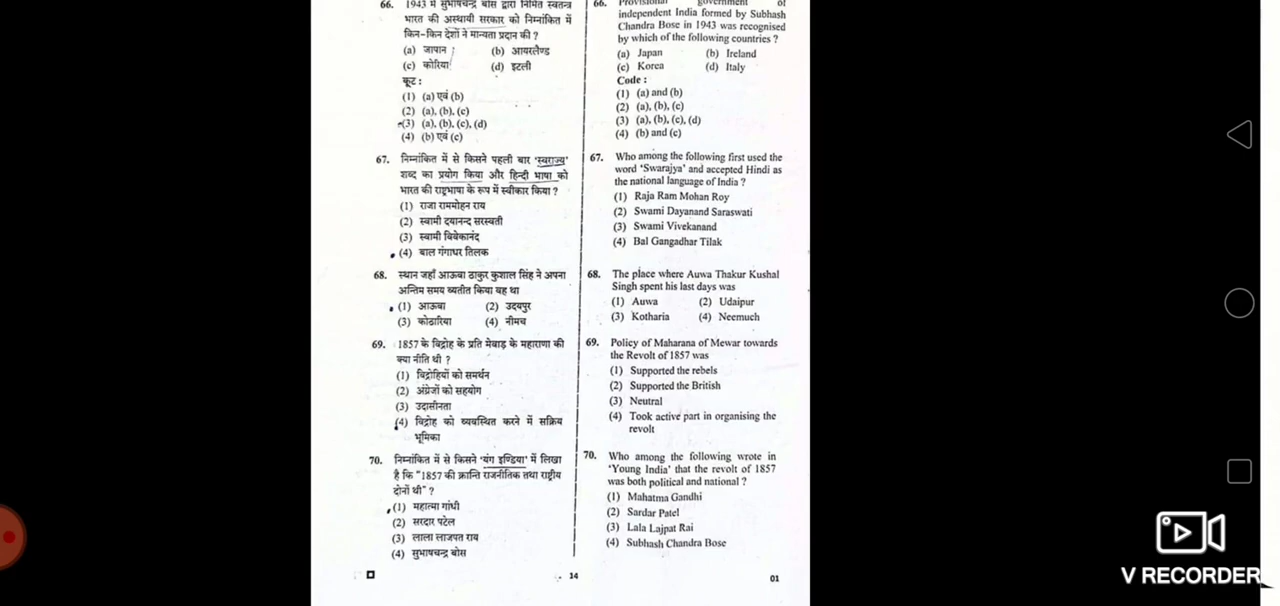 66. 1943 में सुभाषचन्द्र बोस द्वारा निर्मित स्वतन्त्र
भारत की अस्थायी सरकार को निम्नांकित में
किन-किन देशों ने मान्यता प्रदान की ?
(a) जापान (b) आयरलैण्ड
(c) कोरिया (d) इटली
कूट :
(1) (a) एवं (b)
(2) (a), (b), (c)
(3) (a), (b), (c), (d)
(4) (b) एवं (c)
67. निम्नांकित में से किसने पहली बार 'स्वराज्य'
शब्द का प्रयोग किया और हिन्दी भाषा को
भारत की राष्ट्रभाषा के रूप में स्वीकार किया ?
(1) राजा राममोहन राय
(2) स्वामी दयानन्द सरस्वती
(3) स्वामी विवेकानंद
(4) बाल गंगाधर तिलक
68. स्थान जहाँ आऊवा ठाकुर कुशाल सिंह ने अपना
अन्तिम समय व्यतीत किया वह था
(1) आऊवा (2) उदयपुर
(3) कोठारिया (4) नीमच
69. 1857 के विद्रोह के प्रति मेवाड़ के महाराणा की
क्या नीति थी ?
(1) विद्रोहियों को समर्थन
(2) अंग्रेजों को सहयोग
(3) उदासीनता
(4) विद्रोह को व्यवस्थित करने में सक्रिय
भूमिका
70. निम्नांकित में से किसने 'यंग इण्डिया' में लिखा
है कि "1857 की क्रान्ति राजनीतिक तथा राष्ट्रीय
दोनों थी" ?
(1) महात्मा गांधी
(2) सरदार पटेल
(3) लाला लाजपत राय
(4) सुभाषचन्द्र बोस
66. Provisional government of
independent India formed by Subhash
Chandra Bose in 1943 was recognised
by which of the following countries ?
(a) Japan (b) Ireland
(c) Korea (d) Italy
Code :
(1) (a) and (b)
(2) (a), (b), (c)
(3) (a), (b), (c), (d)
(4) (b) and (c)
67. Who among the following first used the
word 'Swarajya' and accepted Hindi as
the national language of India ?
(1) Raja Ram Mohan Roy
(2) Swami Dayanand Saraswati
(3) Swami Vivekanand
(4) Bal Gangadhar Tilak
68. The place where Auwa Thakur Kushal
Singh spent his last days was
(1) Auwa (2) Udaipur
(3) Kotharia (4) Neemuch
69. Policy of Maharana of Mewar towards
the Revolt of 1857 was
(1) Supported the rebels
(2) Supported the British
(3) Neutral
(4) Took active part in organising the
revolt
70. Who among the following wrote in
'Young India' that the revolt of 1857
was both political and national ?
(1) Mahatma Gandhi
(2) Sardar Patel
(3) Lala Lajpat Rai
(4) Subhash Chandra Bose
14
01
V RECORDER